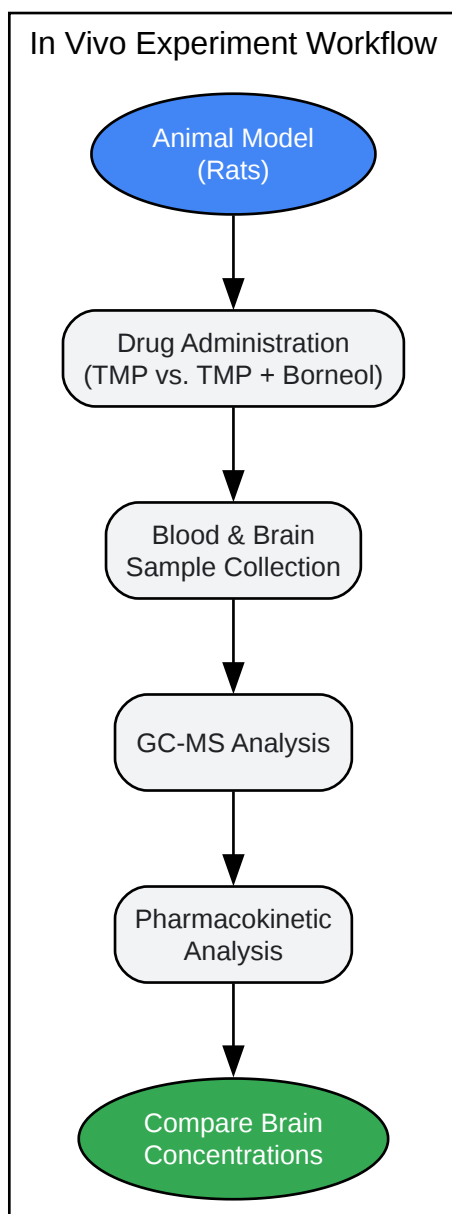 In Vivo Experiment Workflow
Animal Model
(Rats)
Drug Administration
(TMP vs. TMP + Borneol)
Blood & Brain
Sample Collection
GC-MS Analysis
Pharmacokinetic
Analysis
Compare Brain
Concentrations